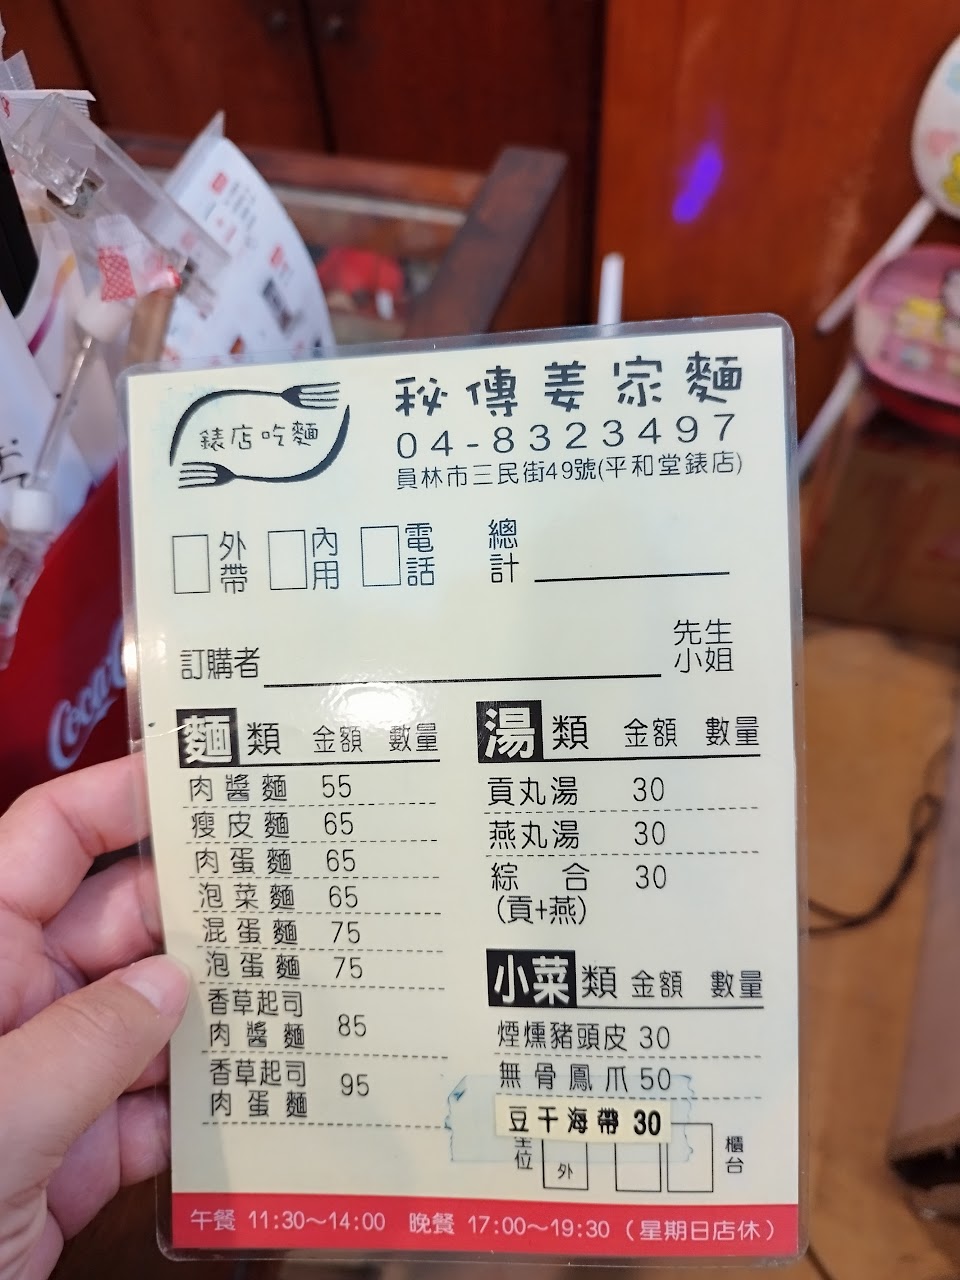 秘傳姜家麵
錶店吃麵
04-8323497
員林市三民街49號(平和堂錶店)
外帶 內用 電話 總計
訂購者 先生 小姐
麵類 金額 數量
肉醬麵 55
瘦皮麵 65
肉蛋麵 65
泡菜麵 65
混蛋麵 75
泡蛋麵 75
香草起司
肉醬麵 85
香草起司
肉蛋麵 95
湯類 金額 數量
貢丸湯 30
燕丸湯 30
綜合 30
(貢+燕)
小菜類 金額 數量
煙燻豬頭皮 30
無骨鳳爪 50
豆干海帶 30
位 外 櫃台
午餐 11:30～14:00 晚餐 17:00～19:30 (星期日店休)
Coca